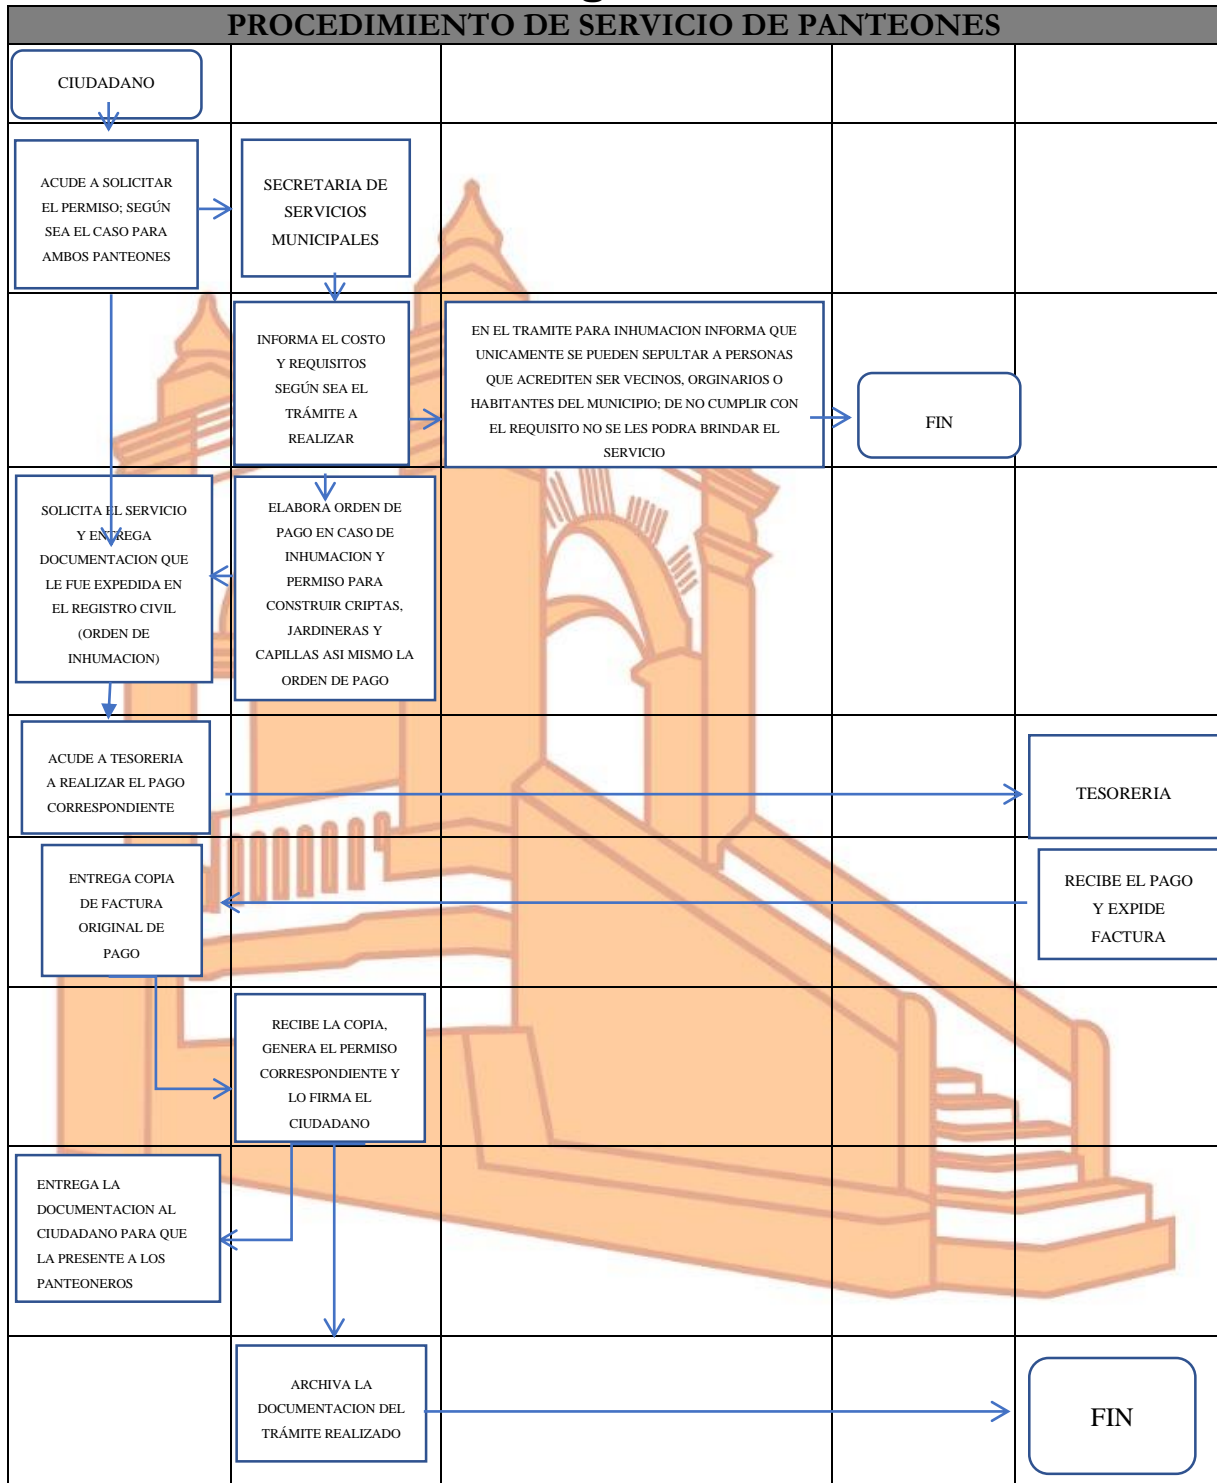 PROCEDIMIENTO DE SERVICIO DE PANTEONES
CIUDADANO
ACUDE A SOLICITAR
EL PERMISO; SEGÚN
SEA EL CASO PARA
AMBOS PANTEONES
SECRETARIA DE
SERVICIOS
MUNICIPALES
INFORMA EL COSTO
Y REQUISITOS
SEGÚN SEA EL
TRÁMITE A
REALIZAR
EN EL TRAMITE PARA INHUMACION INFORMA QUE
UNICAMENTE SE PUEDEN SEPULTAR A PERSONAS
QUE ACREDITEN SER VECINOS, ORGINARIOS O
HABITANTES DEL MUNICIPIO; DE NO CUMPLIR CON
EL REQUISITO NO SE LES PODRA BRINDAR EL
SERVICIO
FIN
SOLICITA EL SERVICIO
Y ENTREGA
DOCUMENTACION QUE
LE FUE EXPEDIDA EN
EL REGISTRO CIVIL
(ORDEN DE
INHUMACION)
ELABORA ORDEN DE
PAGO EN CASO DE
INHUMACION Y
PERMISO PARA
CONSTRUIR CRIPTAS,
JARDINERAS Y
CAPILLAS ASI MISMO LA
ORDEN DE PAGO
ACUDE A TESORERIA
A REALIZAR EL PAGO
CORRESPONDIENTE
TESORERIA
ENTREGA COPIA
DE FACTURA
ORIGINAL DE
PAGO
RECIBE EL PAGO
Y EXPIDE
FACTURA
RECIBE LA COPIA,
GENERA EL PERMISO
CORRESPONDIENTE Y
LO FIRMA EL
CIUDADANO
ENTREGA LA
DOCUMENTACION AL
CIUDADANO PARA QUE
LA PRESENTE A LOS
PANTEONEROS
ARCHIVA LA
DOCUMENTACION DEL
TRÁMITE REALIZADO
FIN